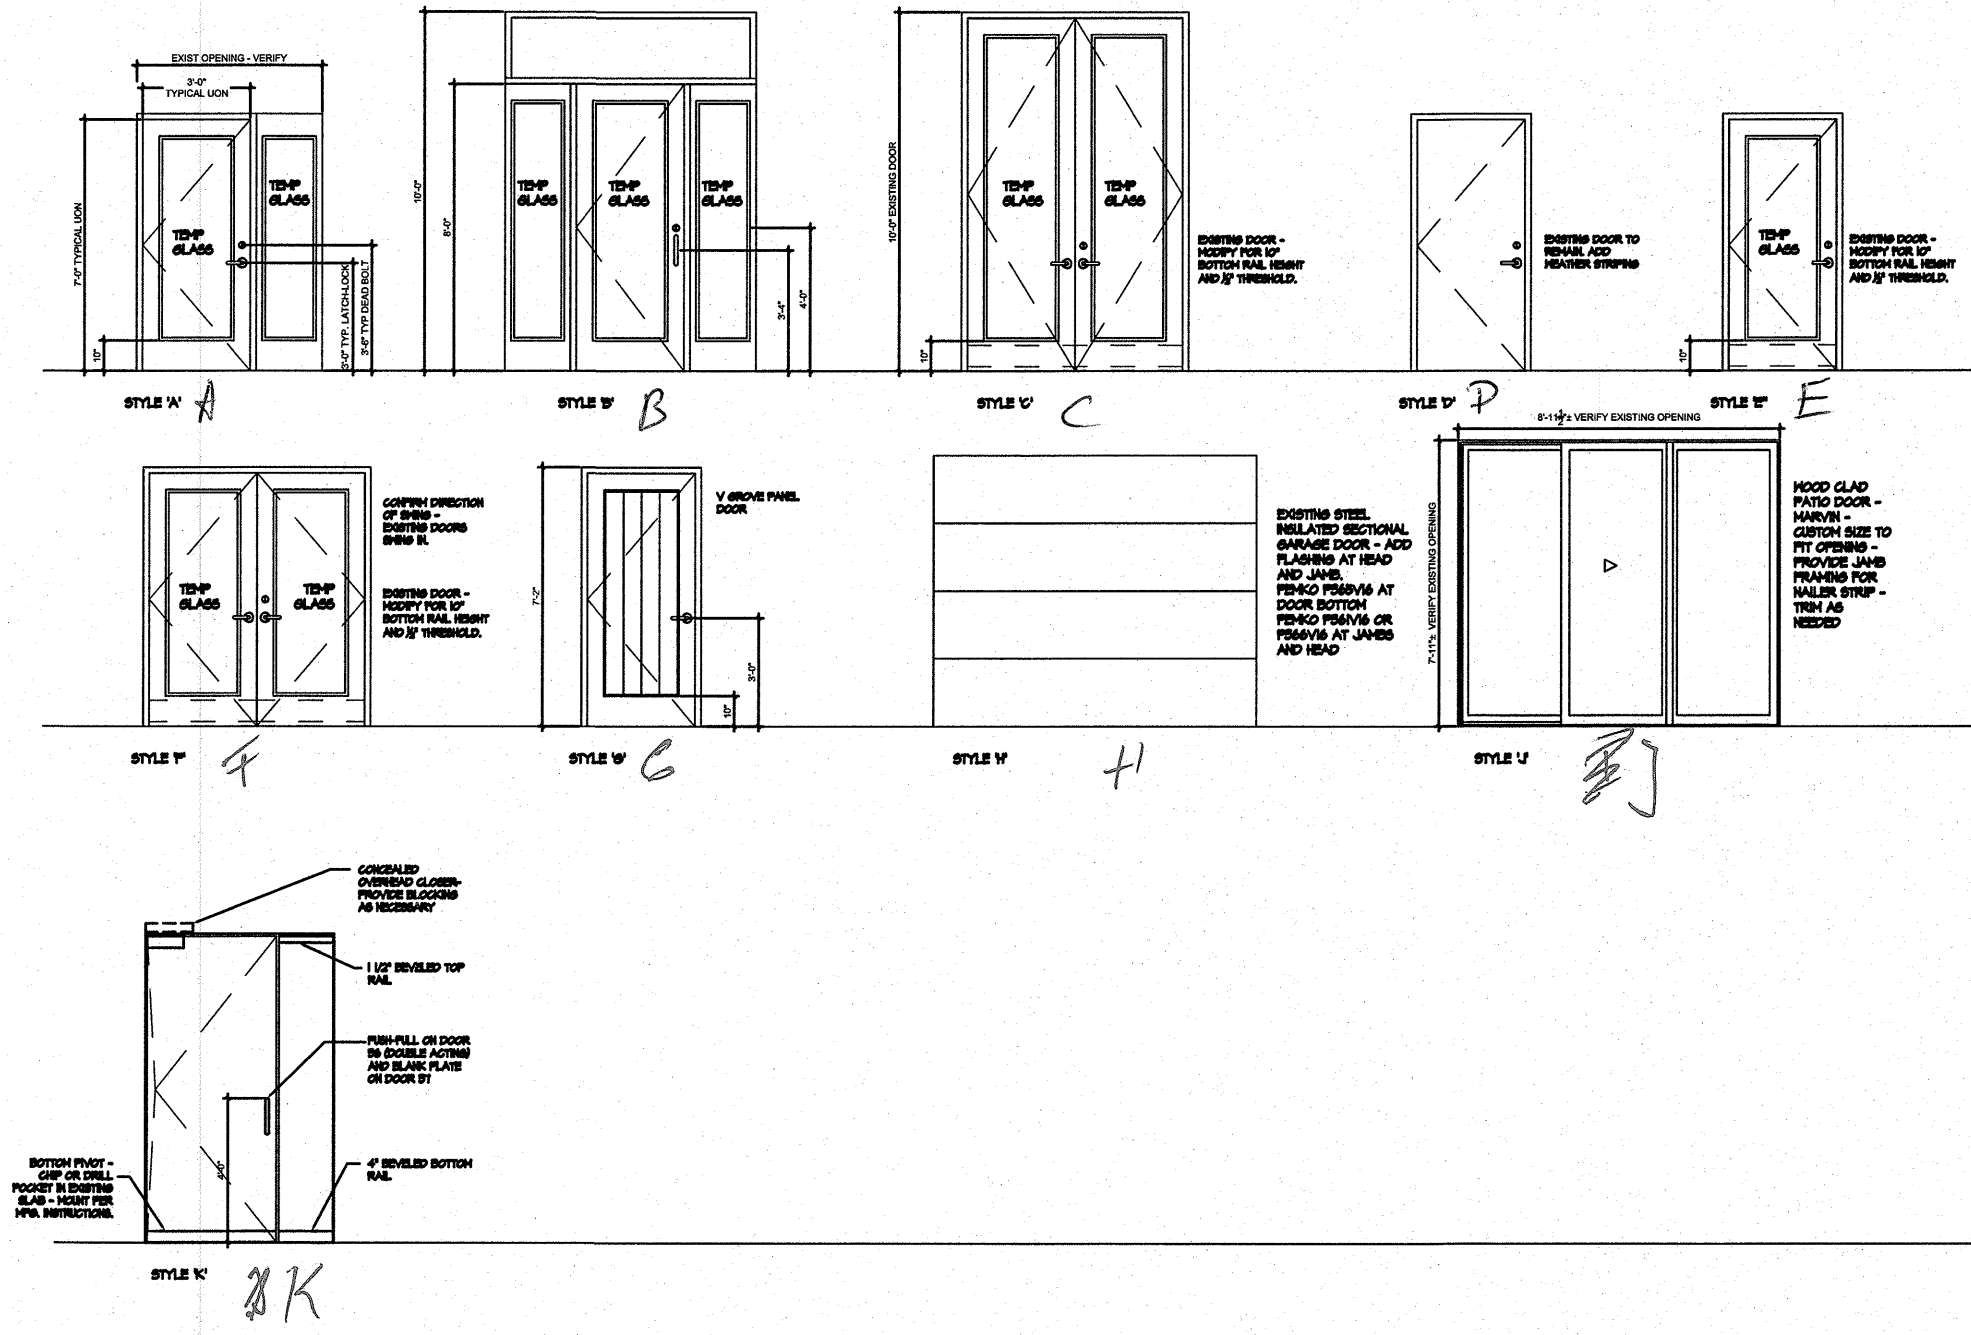 EXIST OPENING - VERIFY
3'-0"
TYPICAL UON
7'-0" TYPICAL UON
10"
TEMP
GLASS
TEMP
GLASS
3'-0" TYP. LATCH-LOCK
3'-6" TYP DEAD BOLT
STYLE 'A'
A
10'-0"
8'-0"
TEMP
GLASS
TEMP
GLASS
TEMP
GLASS
3'-4"
4'-0"
STYLE 'B'
B
10'-0" EXISTING DOOR
10"
TEMP
GLASS
TEMP
GLASS
EXISTING DOOR -
MODIFY FOR 10"
BOTTOM RAIL HEIGHT
AND ½" THRESHOLD.
STYLE 'C'
C
EXISTING DOOR TO
REMAIN. ADD
WEATHER STRIPING
STYLE 'D'
D
10"
TEMP
GLASS
EXISTING DOOR -
MODIFY FOR 10"
BOTTOM RAIL HEIGHT
AND ½" THRESHOLD.
STYLE 'E'
E
TEMP
GLASS
TEMP
GLASS
CONFIRM DIRECTION
OF SWING -
EXISTING DOORS
SWING IN.
EXISTING DOOR -
MODIFY FOR 10"
BOTTOM RAIL HEIGHT
AND ½" THRESHOLD.
STYLE 'F'
F
7'-2"
V GROVE PANEL
DOOR
3'-0"
10"
STYLE 'G'
G
EXISTING STEEL
INSULATED SECTIONAL
GARAGE DOOR - ADD
FLASHING AT HEAD
AND JAMB.
PEMKO P365V16 AT
DOOR BOTTOM
PEMKO P361V16 OR
P366V16 AT JAMBS
AND HEAD
STYLE 'H'
H
8'-11½"± VERIFY EXISTING OPENING
7'-11"± VERIFY EXISTING OPENING
WOOD CLAD
PATIO DOOR -
MARVIN -
CUSTOM SIZE TO
FIT OPENING -
PROVIDE JAMB
FRAMING FOR
NAILER STRIP -
TRIM AS
NEEDED
STYLE 'J'
J
CONCEALED
OVERHEAD CLOSER-
PROVIDE BLOCKING
AS NECESSARY
1 1/2" BEVELED TOP
RAIL
PUSH-PULL ON DOOR
36 (DOUBLE ACTING)
AND BLANK PLATE
ON DOOR 37
4'-0"
BOTTOM PIVOT -
CHIP OR DRILL
POCKET IN EXISTING
SLAB - MOUNT PER
MFG. INSTRUCTIONS.
4" BEVELED BOTTOM
RAIL
STYLE 'K'
K